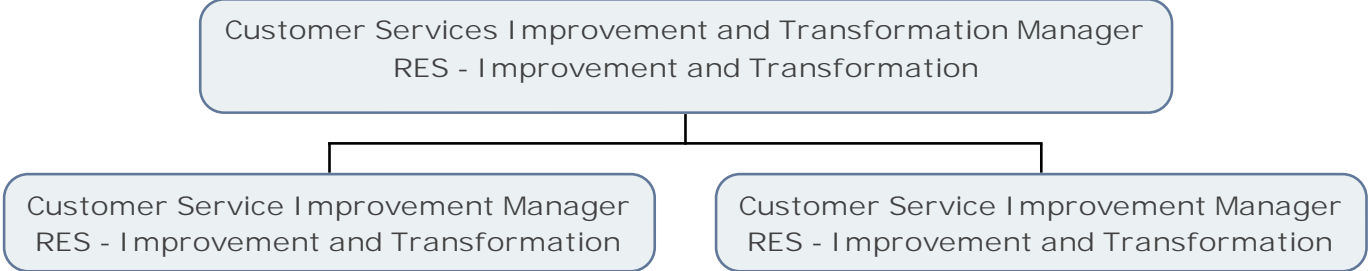 Customer Services Improvement and Transformation Manager
RES - Improvement and Transformation
Customer Service Improvement Manager
RES - Improvement and Transformation
Customer Service Improvement Manager
RES - Improvement and Transformation